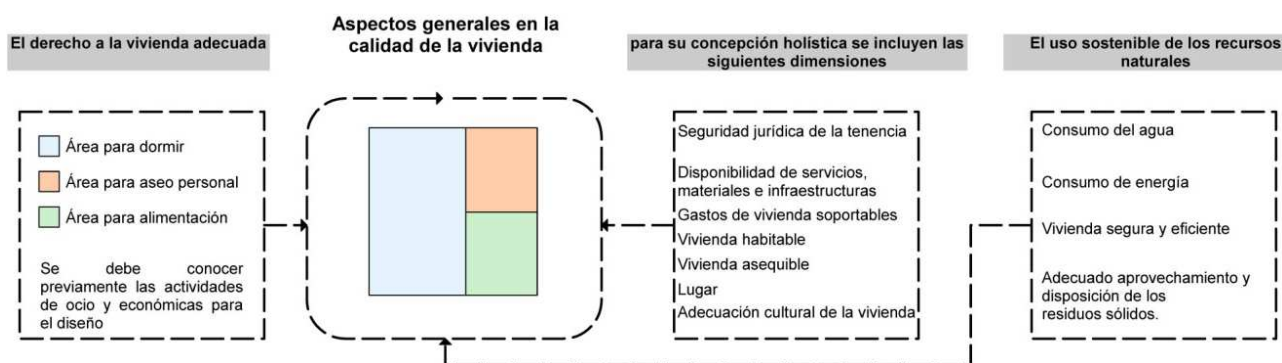 Aspectos generales en la
calidad de la vivienda
El derecho a la vivienda adecuada
Área para dormir
Área para aseo personal
Área para alimentación
Se debe conocer
previamente las actividades
de ocio y económicas para
el diseño
para su concepción holística se incluyen las
siguientes dimensiones
Seguridad jurídica de la tenencia
Disponibilidad de servicios,
materiales e infraestructuras
Gastos de vivienda soportables
Vivienda habitable
Vivienda asequible
Lugar
Adecuación cultural de la vivienda
El uso sostenible de los recursos
naturales
Consumo del agua
Consumo de energía
Vivienda segura y eficiente
Adecuado aprovechamiento y
disposición de los
residuos sólidos.